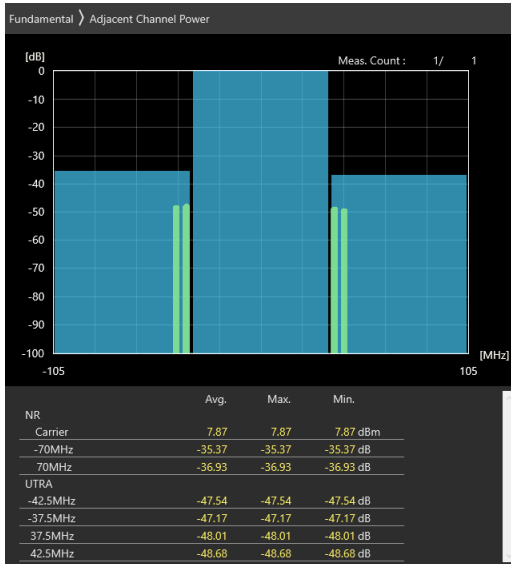 Fundamental 〉 Adjacent Channel Power
[dB]
Meas. Count : 1/ 1
0
-10
-20
-30
-40
-50
-60
-70
-80
-90
-100
[MHz]
-105 105
Avg. Max. Min.
NR
Carrier 7.87 7.87 7.87 dBm
-70MHz -35.37 -35.37 -35.37 dB
70MHz -36.93 -36.93 -36.93 dB
UTRA
-42.5MHz -47.54 -47.54 -47.54 dB
-37.5MHz -47.17 -47.17 -47.17 dB
37.5MHz -48.01 -48.01 -48.01 dB
42.5MHz -48.68 -48.68 -48.68 dB